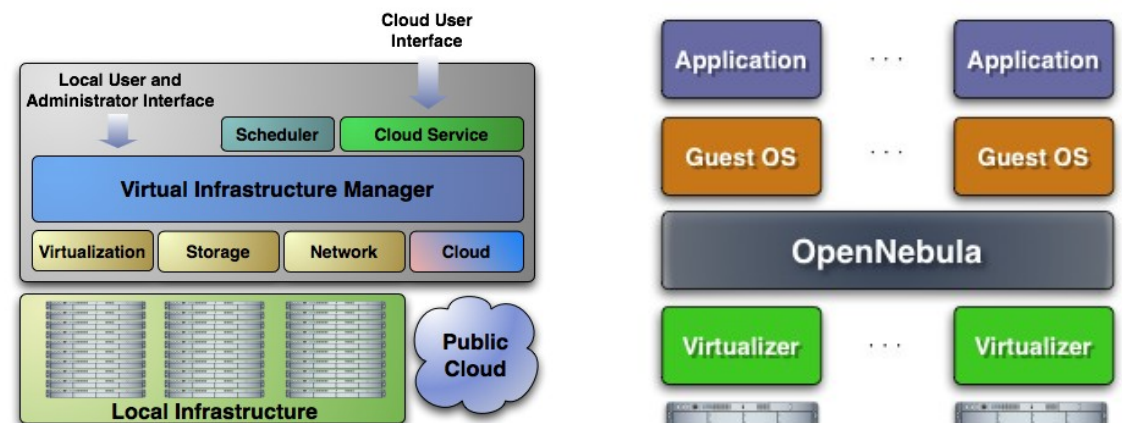 Cloud User
Interface
Local User and
Administrator Interface
Scheduler
Cloud Service
Virtual Infrastructure Manager
Virtualization
Storage
Network
Cloud
Local Infrastructure
Public
Cloud
Application
. . .
Application
Guest OS
. . .
Guest OS
OpenNebula
Virtualizer
. . .
Virtualizer